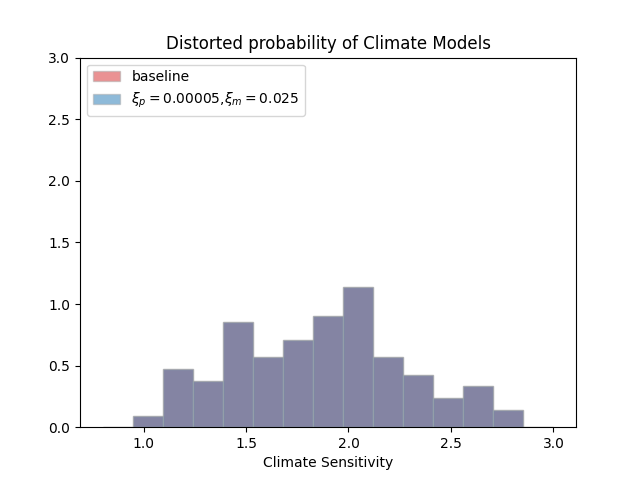 Distorted probability of Climate Models
baseline
ξp = 0.00005,ξm = 0.025
3.0
2.5
2.0
1.5
1.0
0.5
0.0
1.0 1.5 2.0 2.5 3.0
Climate Sensitivity